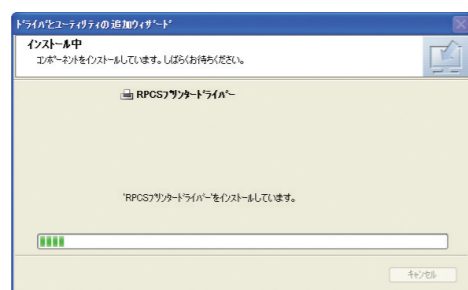 ﾄﾞﾗｲﾊﾞとﾕｰﾃｨﾘﾃｨの追加ｳｨｻﾞｰﾄﾞ
ｲﾝｽﾄｰﾙ中
ｺﾝﾎﾟｰﾈﾝﾄをｲﾝｽﾄｰﾙしています。しばらくお待ちください。
RPCSﾌﾟﾘﾝﾀｰﾄﾞﾗｲﾊﾞｰ
'RPCSﾌﾟﾘﾝﾀｰﾄﾞﾗｲﾊﾞｰ'をｲﾝｽﾄｰﾙしています。
ｷｬﾝｾﾙ